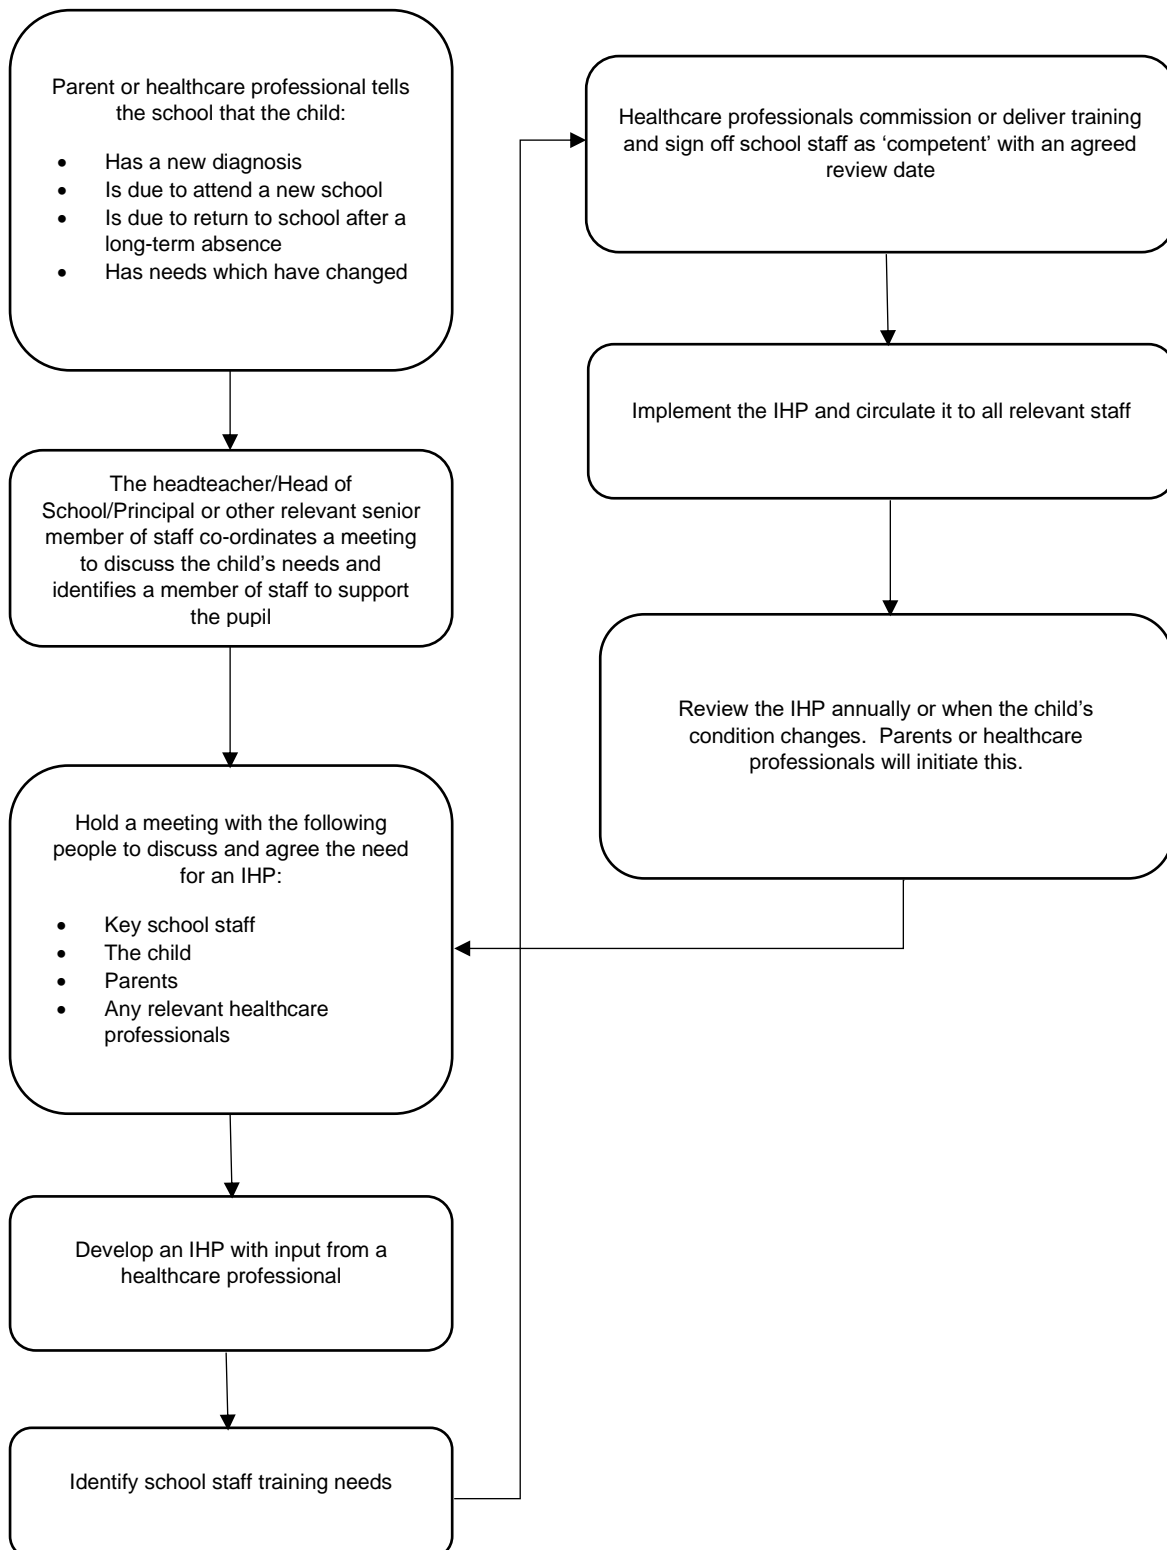 Parent or healthcare professional tells
the school that the child:
• Has a new diagnosis
• Is due to attend a new school
• Is due to return to school after a
long-term absence
• Has needs which have changed
The headteacher/Head of
School/Principal or other relevant senior
member of staff co-ordinates a meeting
to discuss the child’s needs and
identifies a member of staff to support
the pupil
Hold a meeting with the following
people to discuss and agree the need
for an IHP:
• Key school staff
• The child
• Parents
• Any relevant healthcare
professionals
Develop an IHP with input from a
healthcare professional
Identify school staff training needs
Healthcare professionals commission or deliver training
and sign off school staff as ‘competent’ with an agreed
review date
Implement the IHP and circulate it to all relevant staff
Review the IHP annually or when the child’s
condition changes.  Parents or healthcare
professionals will initiate this.